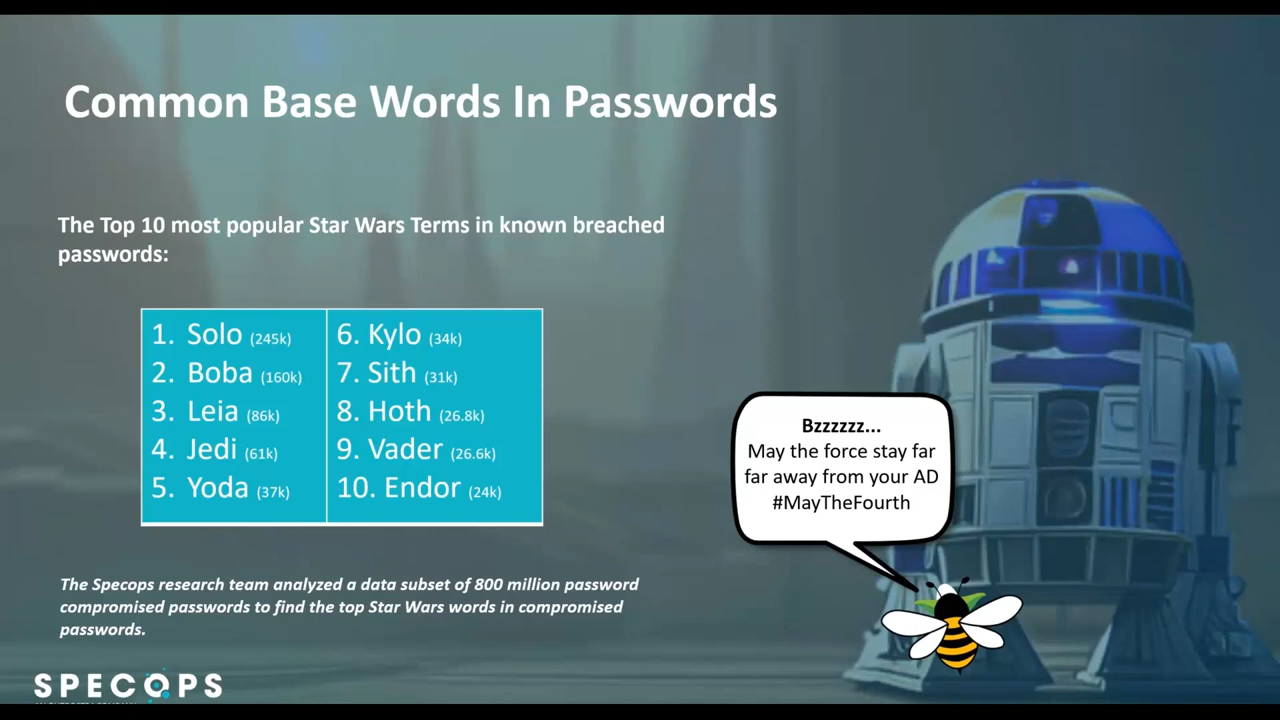 Common Base Words In Passwords
The Top 10 most popular Star Wars Terms in known breached
passwords:
1. Solo (245k)
2. Boba (160k)
3. Leia (86k)
4. Jedi (61k)
5. Yoda (37k)
6. Kylo (34k)
7. Sith (31k)
8. Hoth (26.8k)
9. Vader (26.6k)
10. Endor (24k)
Bzzzzzz...
May the force stay far
far away from your AD
#MayTheFourth
The Specops research team analyzed a data subset of 800 million password
compromised passwords to find the top Star Wars words in compromised
passwords.
SPECOPS